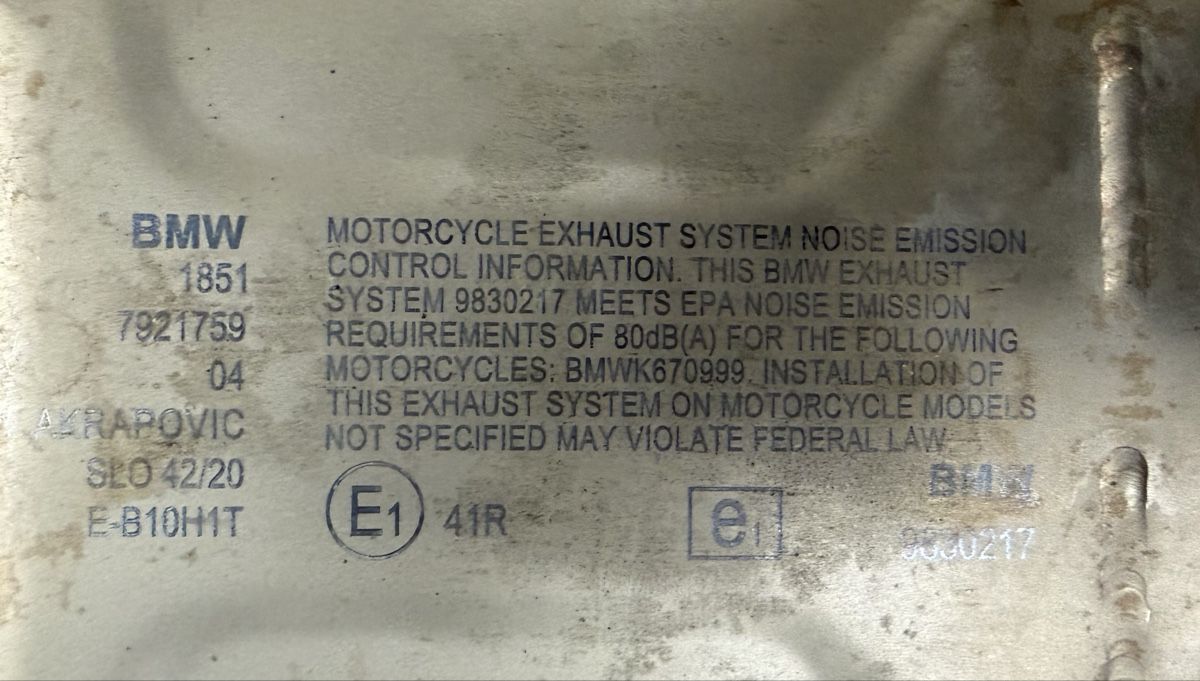 BMW
1851
7921759
04
AKRAPOVIC
SLO 42/20
E-B10H1T
MOTORCYCLE EXHAUST SYSTEM NOISE EMISSION
CONTROL INFORMATION. THIS BMW EXHAUST
SYSTEM 9830217 MEETS EPA NOISE EMISSION
REQUIREMENTS OF 80dB(A) FOR THE FOLLOWING
MOTORCYCLES: BMWK670999. INSTALLATION OF
THIS EXHAUST SYSTEM ON MOTORCYCLE MODELS
NOT SPECIFIED MAY VIOLATE FEDERAL LAW
E1 41R
e1
BMW
9830217